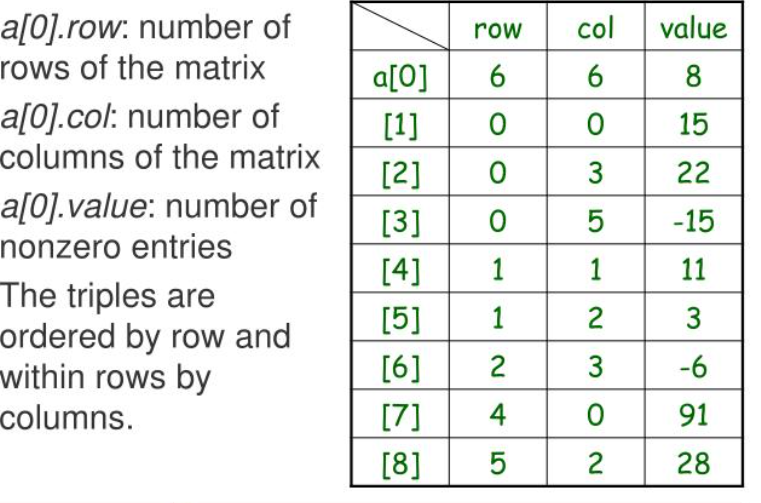 a[0].row: number of
rows of the matrix
a[0].col: number of
columns of the matrix
a[0].value: number of
nonzero entries
The triples are
ordered by row and
within rows by
columns.
row col value
a[0] 6 6 8
[1] 0 0 15
[2] 0 3 22
[3] 0 5 -15
[4] 1 1 11
[5] 1 2 3
[6] 2 3 -6
[7] 4 0 91
[8] 5 2 28